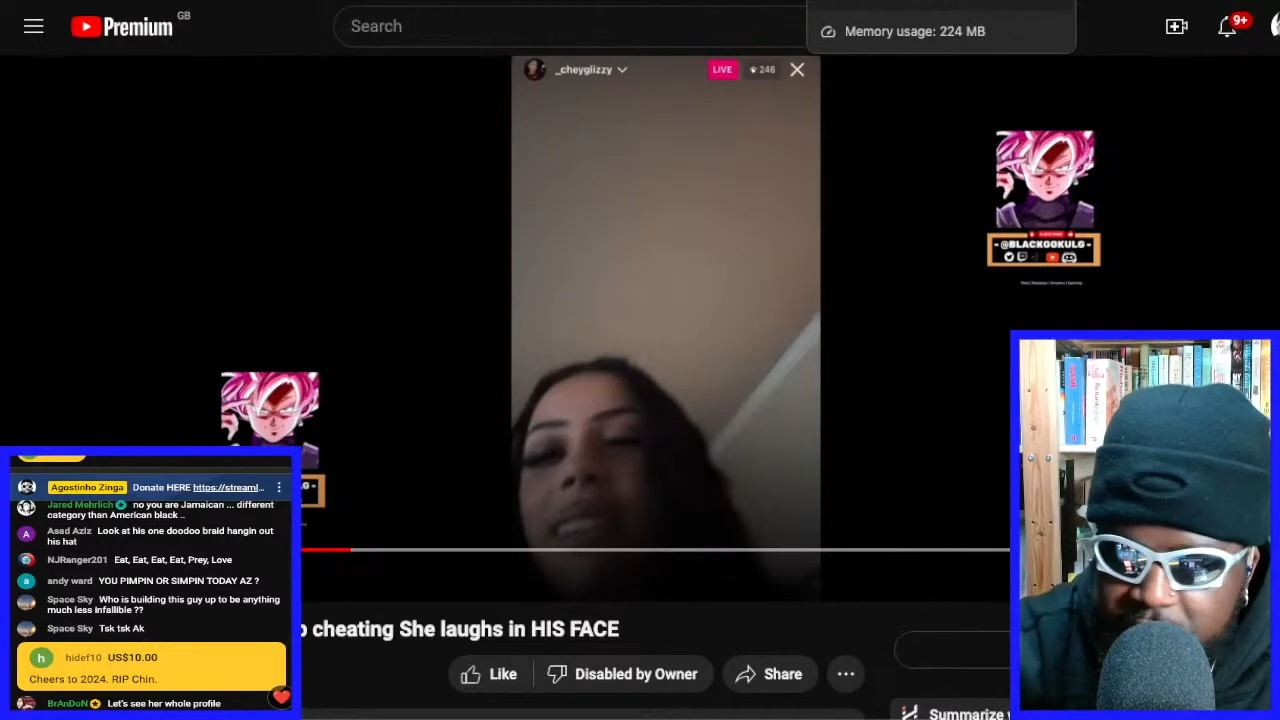 Premium GB
Search
Memory usage: 224 MB
9+
_cheyglizzy
LIVE
246
- @BLACKGOKULG -
Agostinho Zinga Donate HERE https://streaml...
Jared Mehrlich no you are Jamaican ... different
category than American black ..
Asad Aziz Look at his one doodoo braid hangin out
his hat
NJRanger201 Eat, Eat, Eat, Eat, Prey, Love
andy ward YOU PIMPIN OR SIMPIN TODAY AZ ?
Space Sky Who is building this guy up to be anything
much less infallible ??
Space Sky Tsk tsk Ak
h hidef10 US$10.00
Cheers to 2024. RIP Chin.
BrAnDoN Let's see her whole profile
cheating She laughs in HIS FACE
Like
Disabled by Owner
Share
Summarize